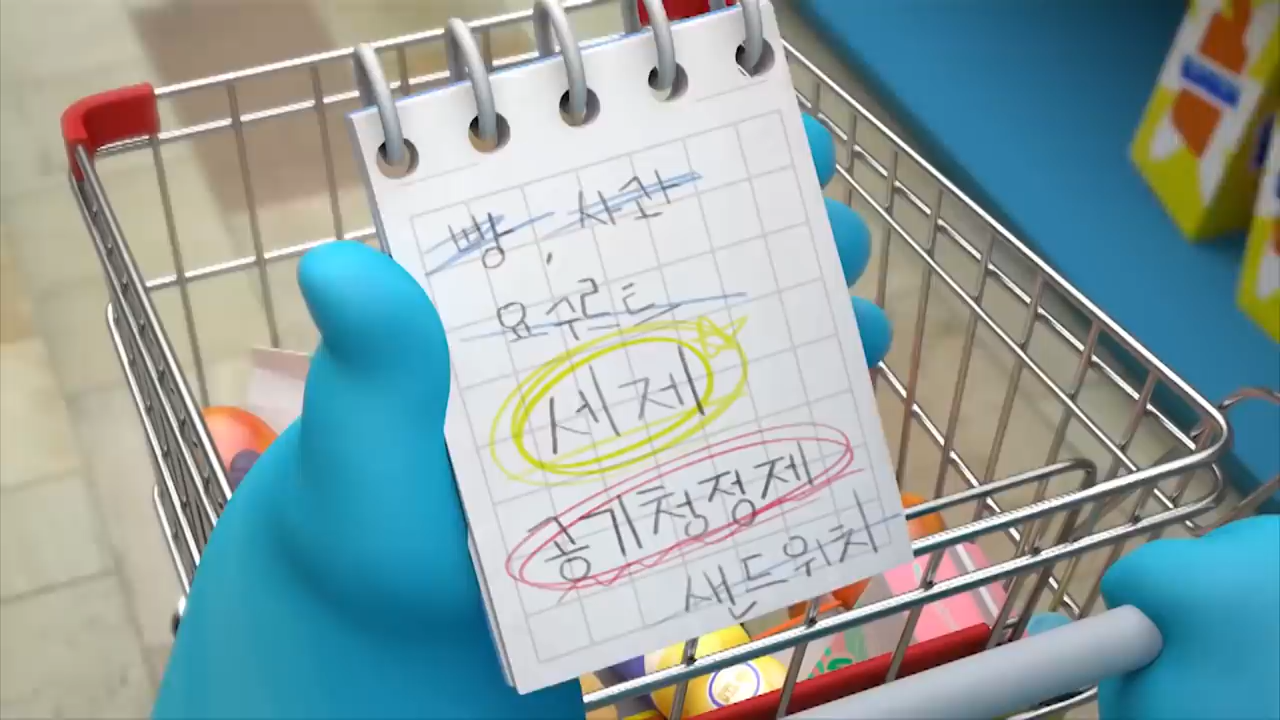 빵, 사과
요구르트
세제
공기청정제
샌드위치